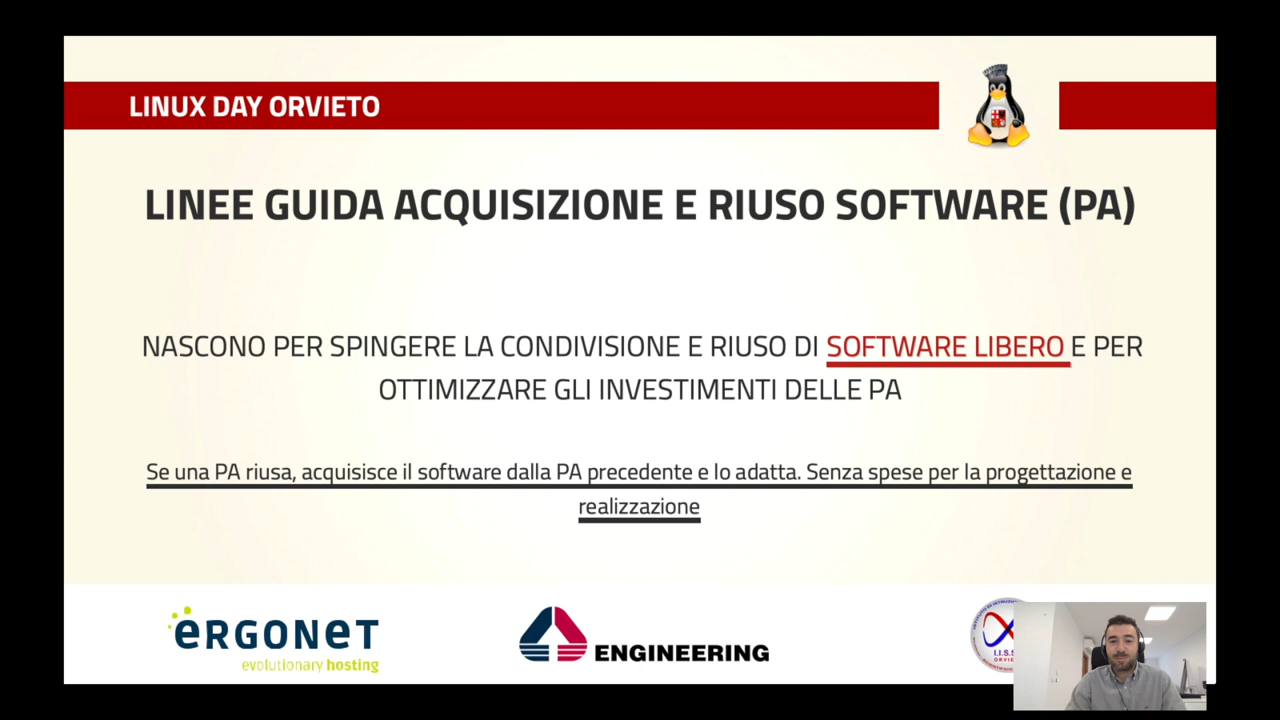 LINUX DAY ORVIETO
LINEE GUIDA ACQUISIZIONE E RIUSO SOFTWARE (PA)
NASCONO PER SPINGERE LA CONDIVISIONE E RIUSO DI SOFTWARE LIBERO E PER
OTTIMIZZARE GLI INVESTIMENTI DELLE PA
Se una PA riusa, acquisisce il software dalla PA precedente e lo adatta. Senza spese per la progettazione e
realizzazione
eRGONeT
evolutionary hosting
ENGINEERING